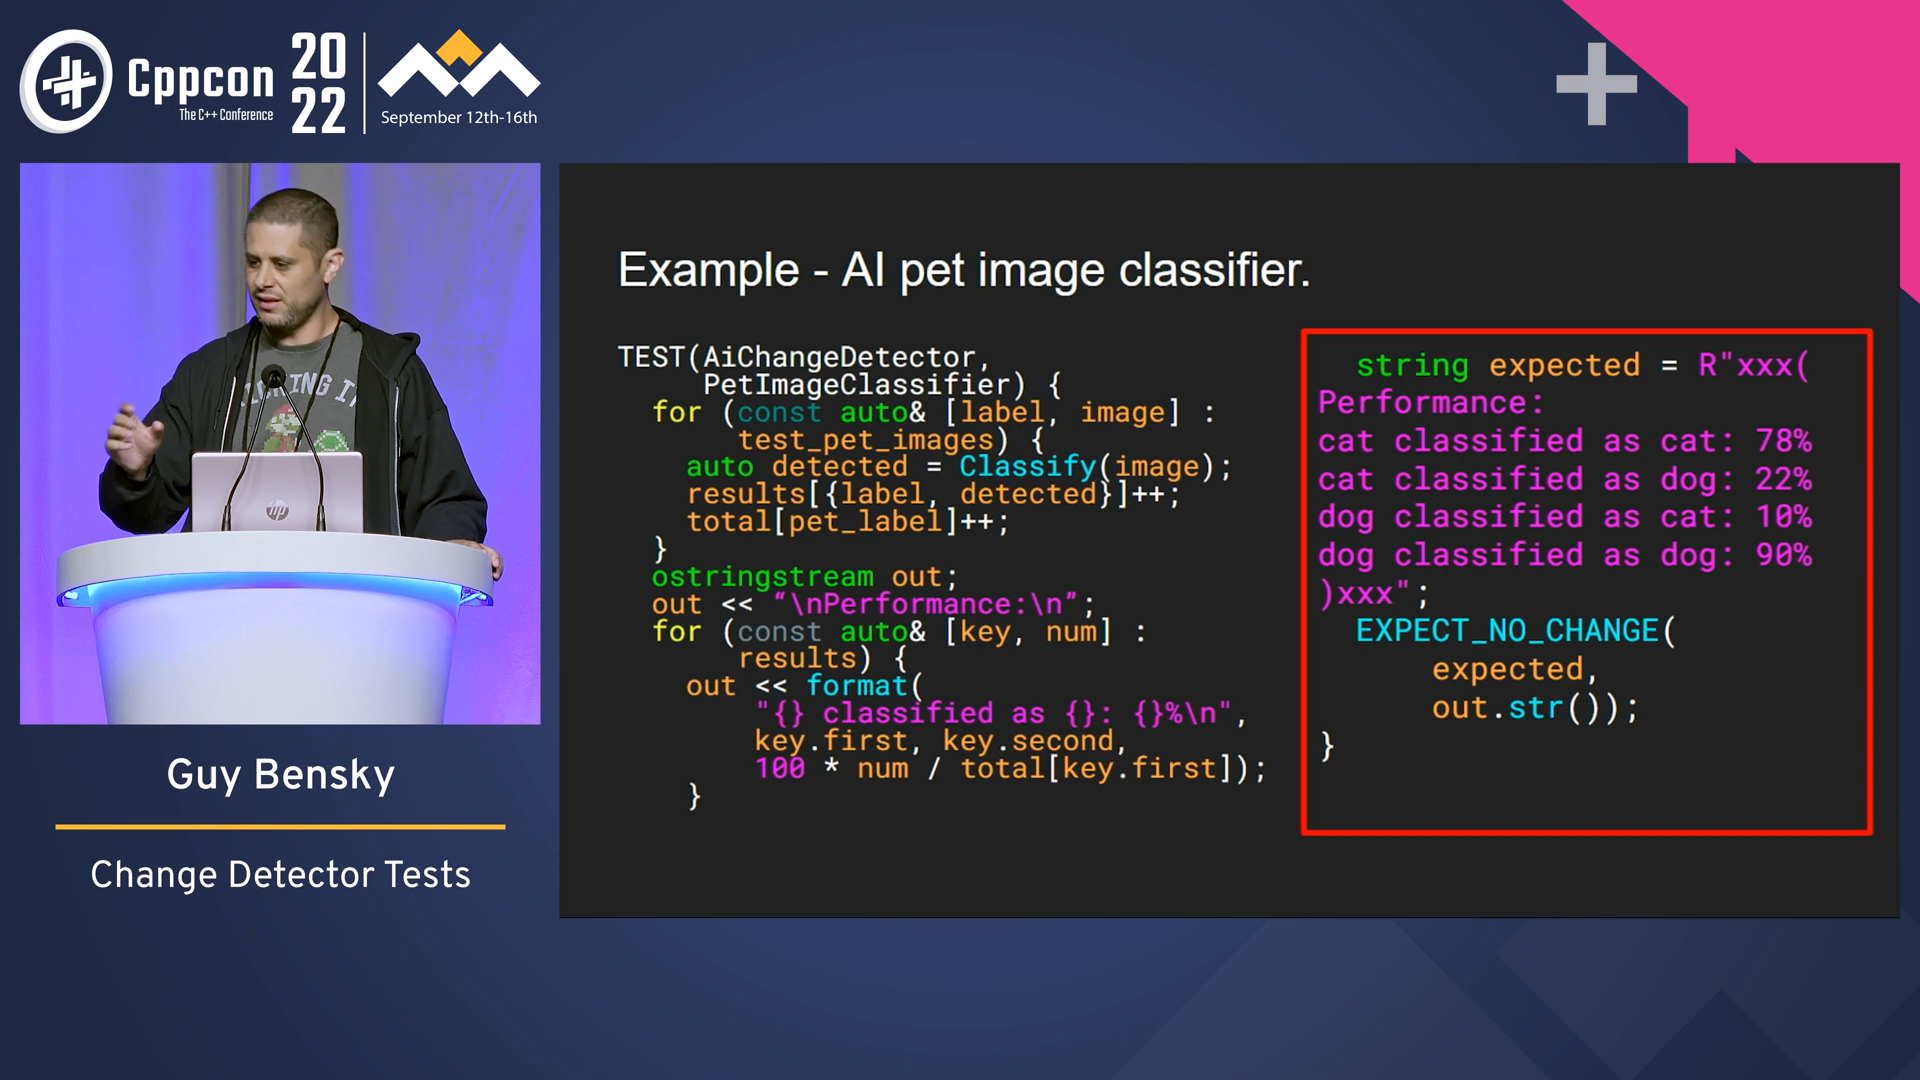 Cppcon
The C++ Conference
20
22
September 12th-16th
Guy Bensky
Change Detector Tests
Example - AI pet image classifier.
TEST(AiChangeDetector,
PetImageClassifier) {
for (const auto& [label, image] :
test_pet_images) {
auto detected = Classify(image);
results[{label, detected}]++;
total[pet_label]++;
}
ostringstream out;
out << “\nPerformance:\n”;
for (const auto& [key, num] :
results) {
out << format(
"{} classified as {}: {}%\n",
key.first, key.second,
100 * num / total[key.first]);
}
string expected = R"xxx(
Performance:
cat classified as cat: 78%
cat classified as dog: 22%
dog classified as cat: 10%
dog classified as dog: 90%
)xxx";
EXPECT_NO_CHANGE(
expected,
out.str());
}
hp